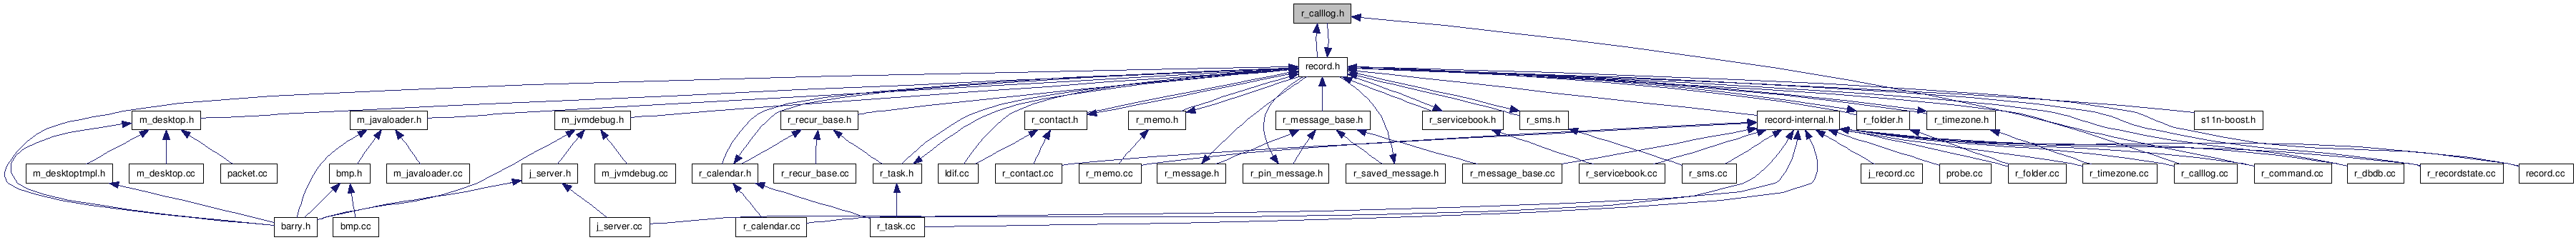 r_calllog.h
record.h
m_desktop.h
m_javaloader.h
m_jvmdebug.h
r_recur_base.h
r_contact.h
r_memo.h
r_message_base.h
r_servicebook.h
r_sms.h
record-internal.h
r_folder.h
r_timezone.h
s11n-boost.h
m_desktoptmpl.h
m_desktop.cc
packet.cc
bmp.h
m_javaloader.cc
j_server.h
m_jvmdebug.cc
r_calendar.h
r_recur_base.cc
r_task.h
ldif.cc
r_contact.cc
r_memo.cc
r_message.h
r_pin_message.h
r_saved_message.h
r_message_base.cc
r_servicebook.cc
r_sms.cc
j_record.cc
probe.cc
r_folder.cc
r_timezone.cc
r_calllog.cc
r_command.cc
r_dbdb.cc
r_recordstate.cc
record.cc
barry.h
bmp.cc
j_server.cc
r_calendar.cc
r_task.cc